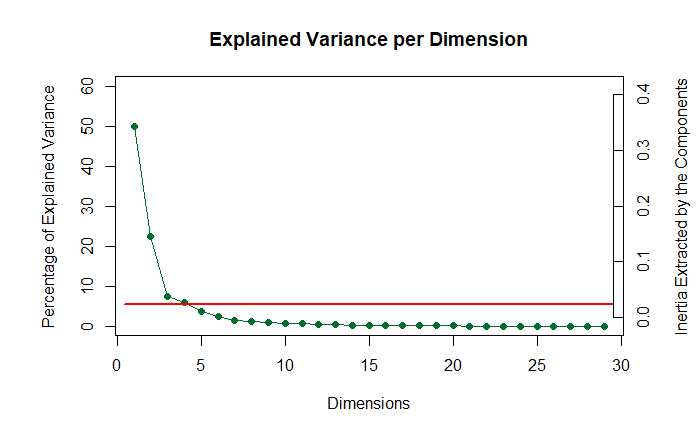 Explained Variance per Dimension
Percentage of Explained Variance
60
50
40
30
20
10
0
0.4
0.3
0.2
0.1
0.0
Inertia Extracted by the Components
0 5 10 15 20 25 30
Dimensions